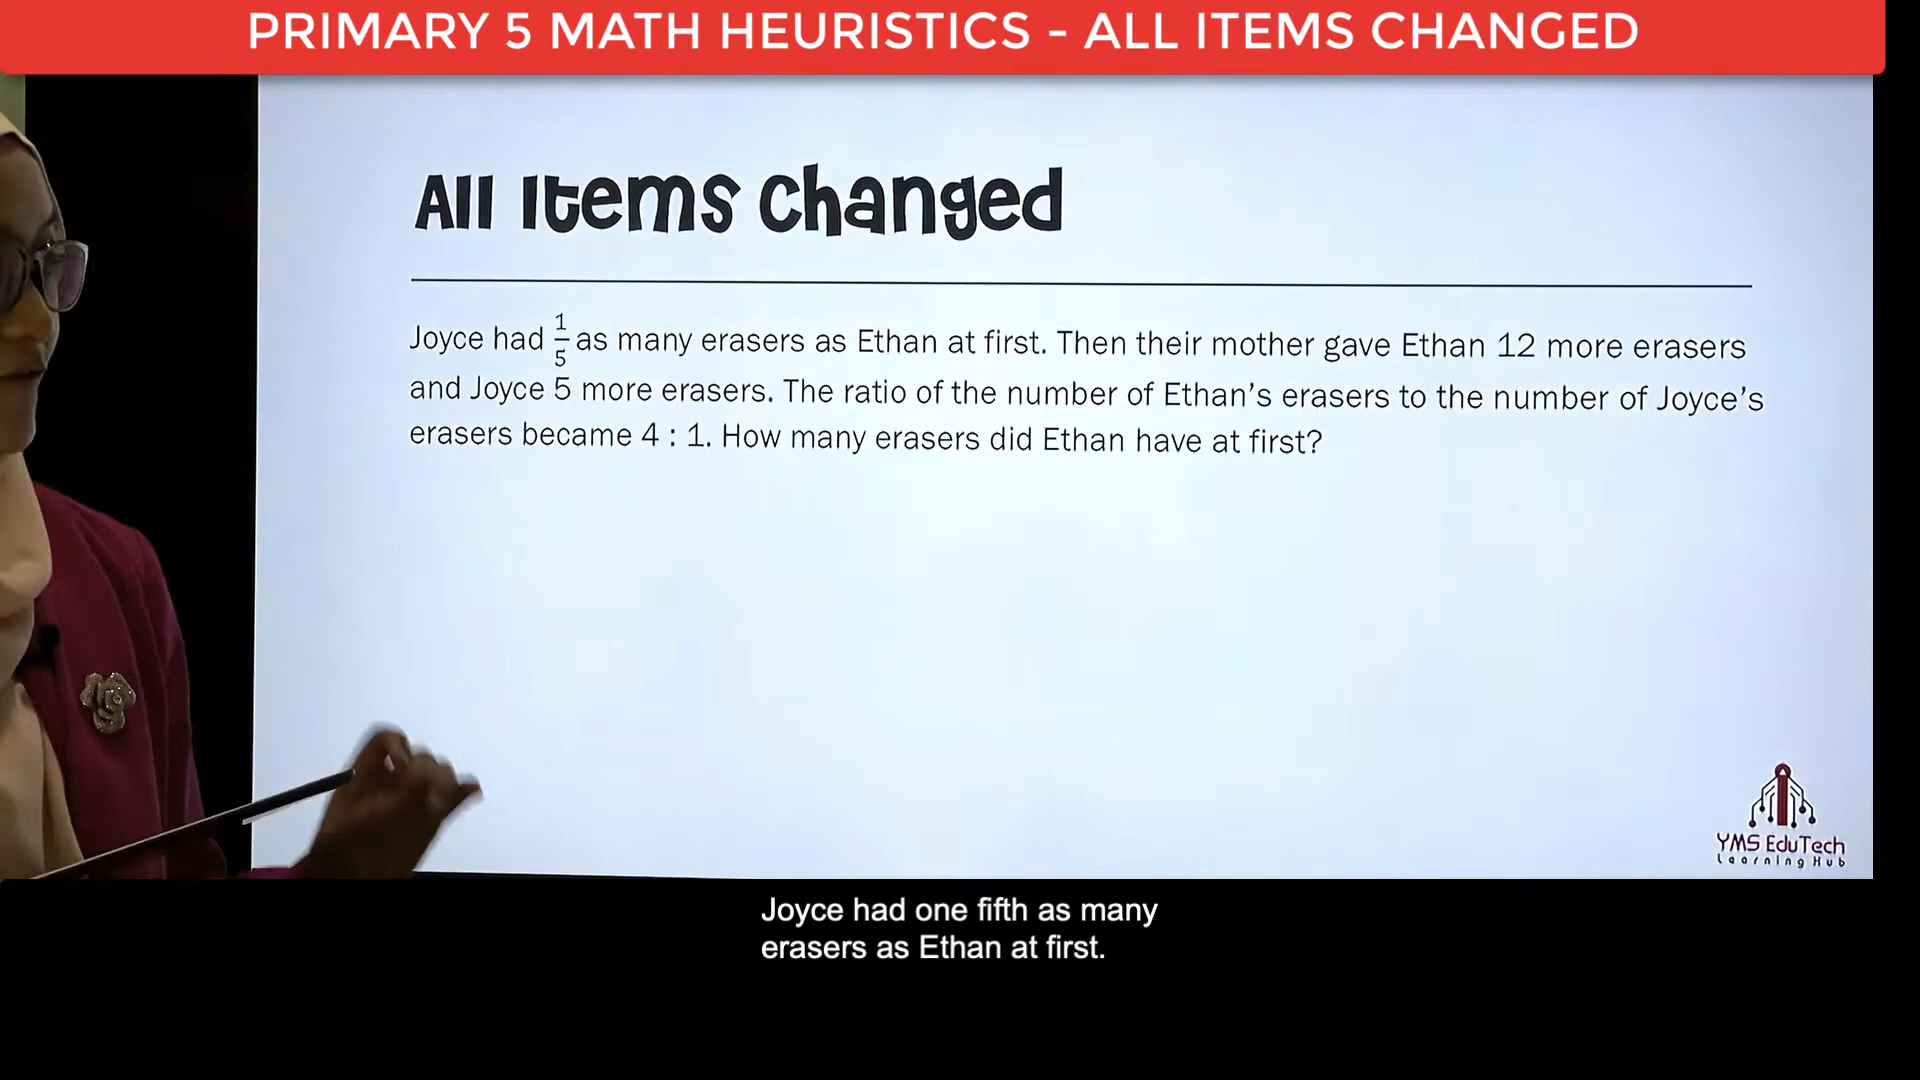 PRIMARY 5 MATH HEURISTICS - ALL ITEMS CHANGED
All Items Changed
Joyce had 1/5 as many erasers as Ethan at first. Then their mother gave Ethan 12 more erasers
and Joyce 5 more erasers. The ratio of the number of Ethan's erasers to the number of Joyce's
erasers became 4 : 1. How many erasers did Ethan have at first?
YMS EduTech
Learning Hub
Joyce had one fifth as many
erasers as Ethan at first.